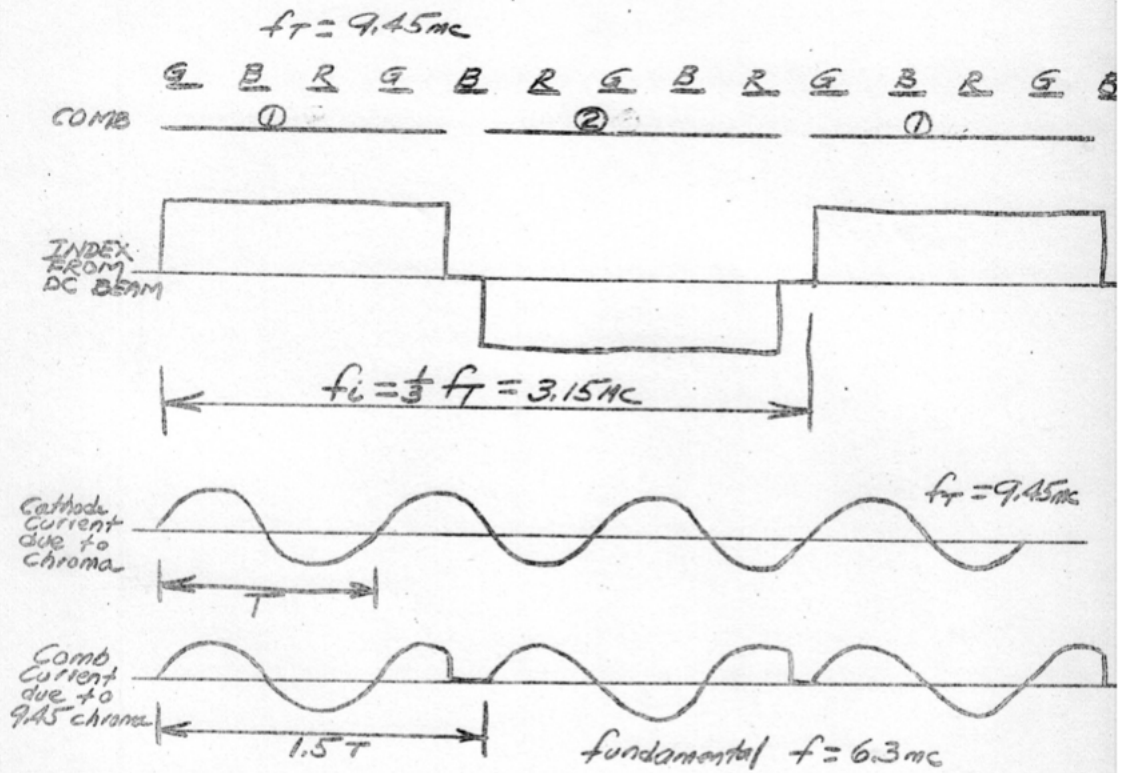 fT = 9.45mc
G B R G B R G B R G B R G B
COMB ① ② ①
INDEX
FROM
DC BEAM
fi = 1/3 fT = 3.15MC
Cathode
Current
due to
Chroma
fT = 9.45mc
T
Comb
Current
due to
9.45 chroma
1.5T
fundamental f = 6.3mc